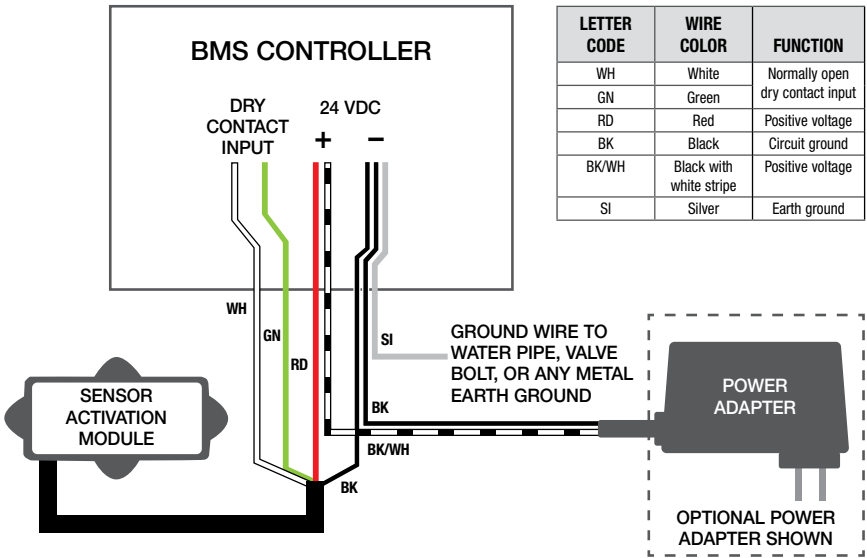 BMS CONTROLLER
DRY
CONTACT
INPUT
24 VDC
+
–
LETTER
CODE
WIRE
COLOR
FUNCTION
WH
White
Normally open
dry contact input
GN
Green
RD
Red
Positive voltage
BK
Black
Circuit ground
BK/WH
Black with
white stripe
Positive voltage
SI
Silver
Earth ground
WH
GN
RD
SI
GROUND WIRE TO
WATER PIPE, VALVE
BOLT, OR ANY METAL
EARTH GROUND
SENSOR
ACTIVATION
MODULE
BK
BK/WH
BK
POWER
ADAPTER
OPTIONAL POWER
ADAPTER SHOWN